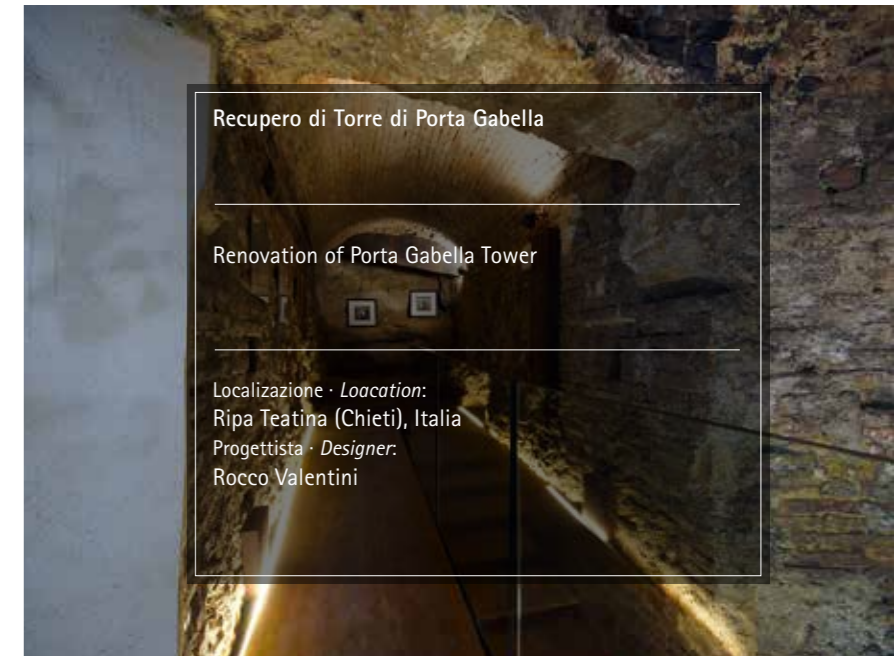 Recupero di Torre di Porta Gabella
Renovation of Porta Gabella Tower
Localizazione · Loacation:
Ripa Teatina (Chieti), Italia
Progettista · Designer:
Rocco Valentini